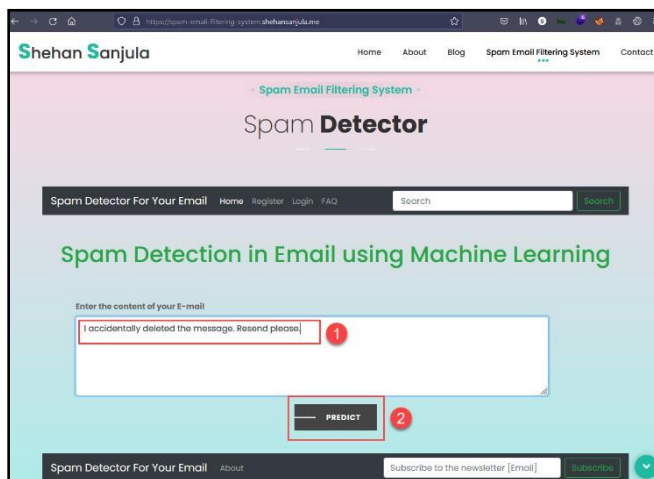 https://spam-email-filtering-system.shehansanjula.me
Shehan Sanjula
Home About Blog Spam Email Filtering System Contact
Spam Email Filtering System
Spam Detector
Spam Detector For Your Email Home Register Login FAQ Search Search
Spam Detection in Email using Machine Learning
Enter the content of your E-mail
I accidentally deleted the message. Resend please.
1
PREDICT
2
Spam Detector For Your Email About Subscribe to the newsletter [Email] Subscribe